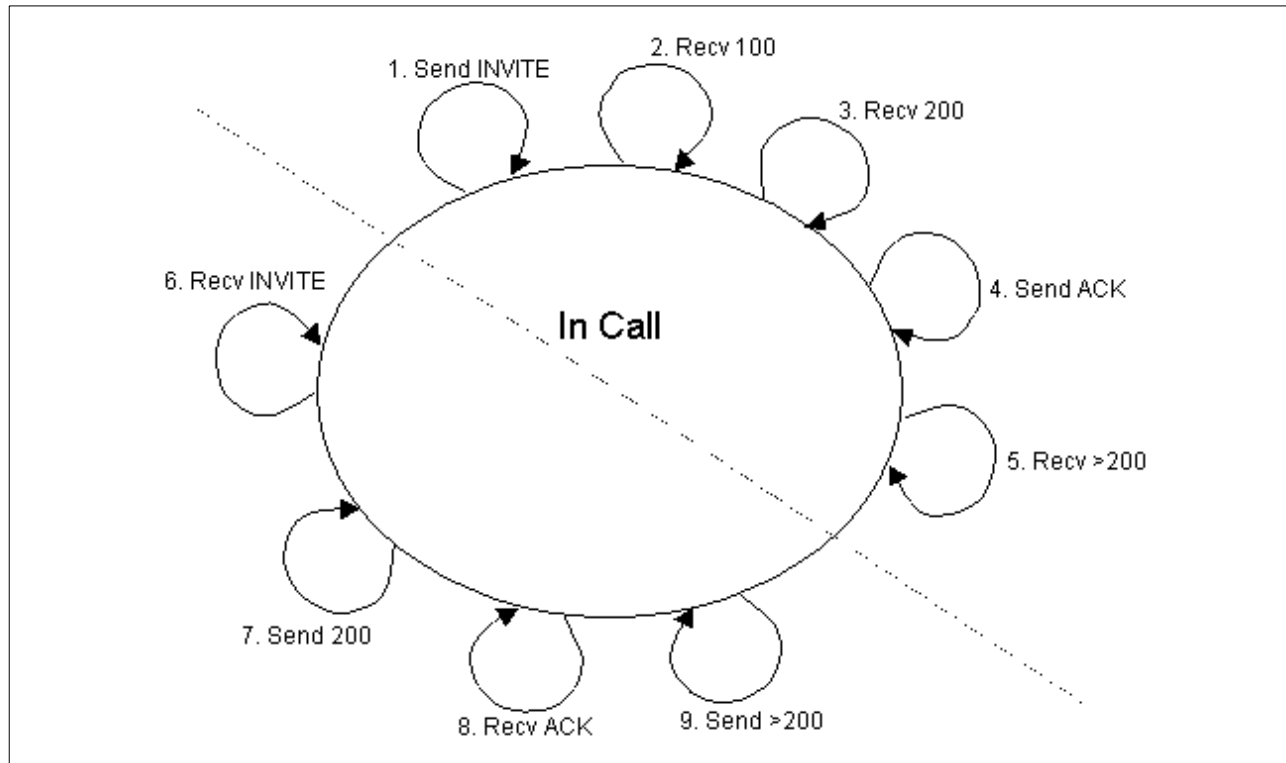 1. Send INVITE
2. Recv 100
3. Recv 200
4. Send ACK
5. Recv >200
6. Recv INVITE
In Call
7. Send 200
8. Recv ACK
9. Send >200